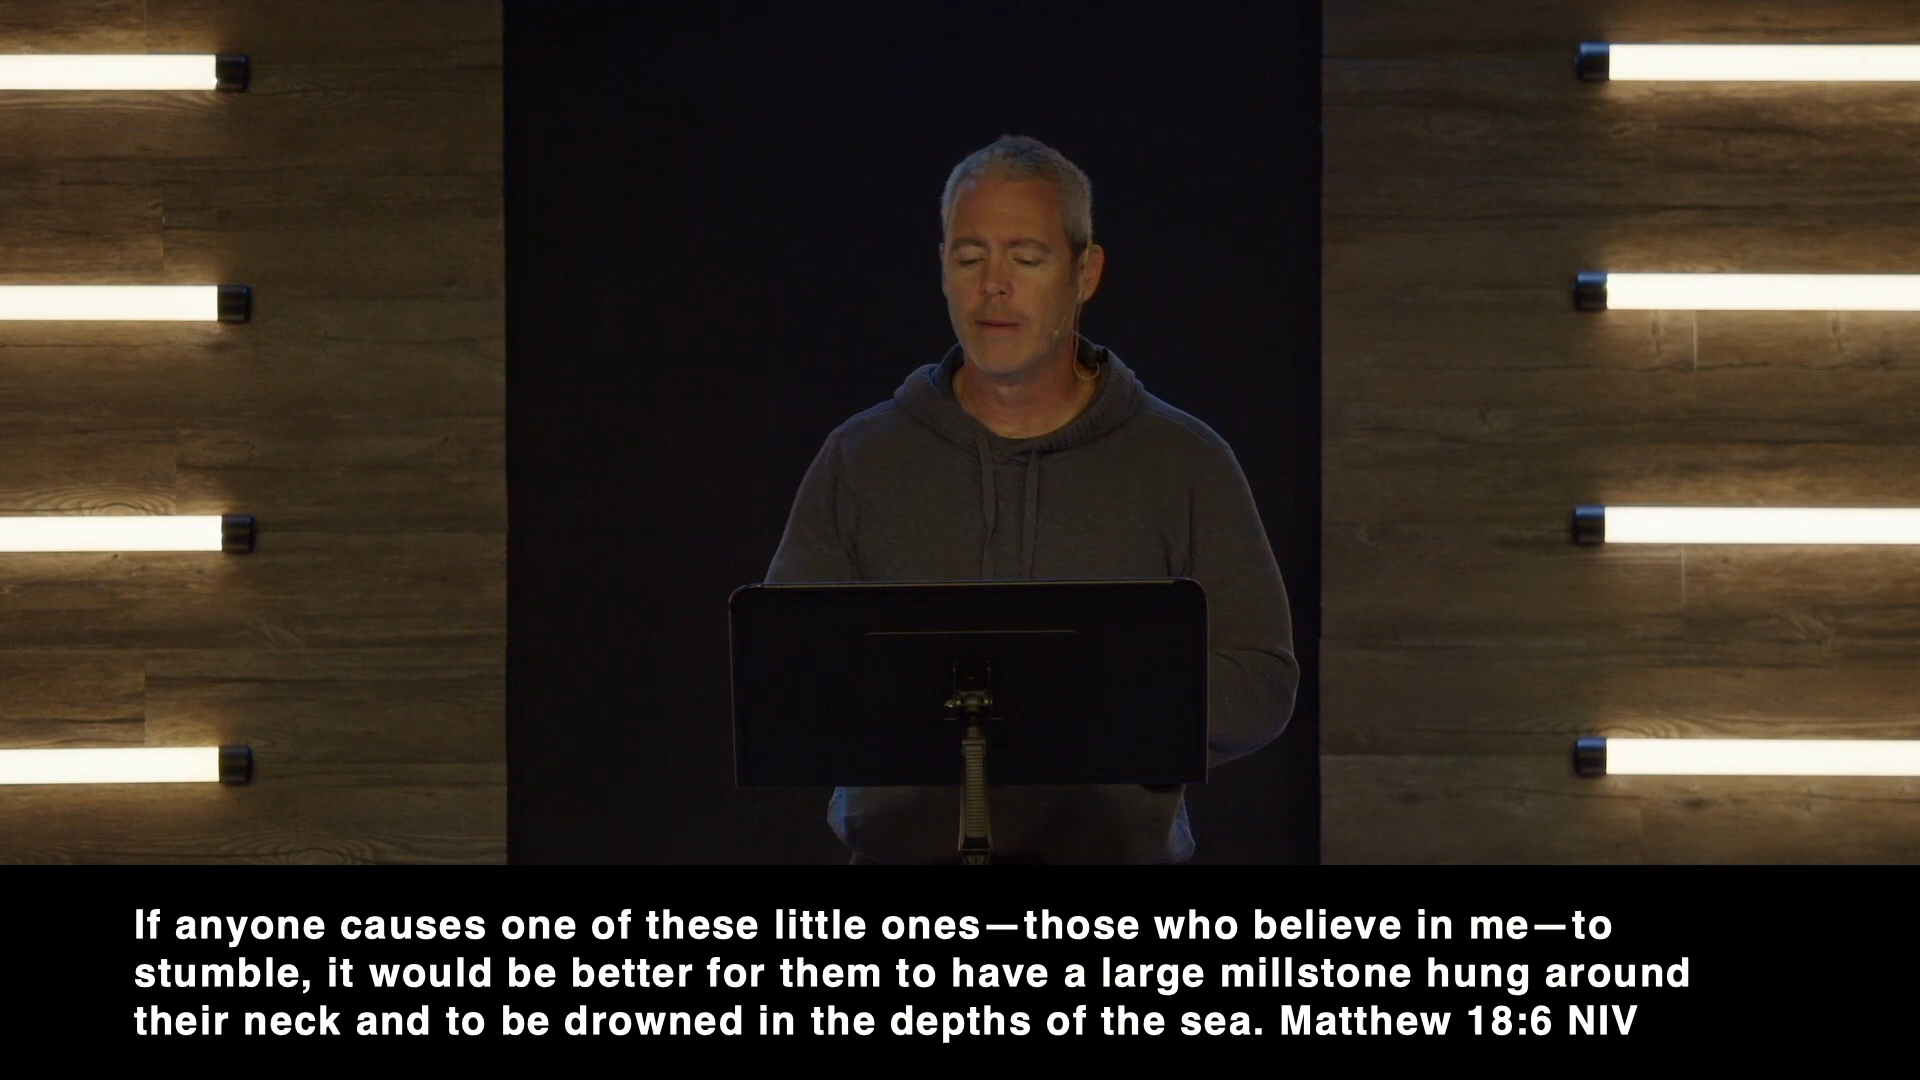 If anyone causes one of these little ones—those who believe in me—to
stumble, it would be better for them to have a large millstone hung around
their neck and to be drowned in the depths of the sea. Matthew 18:6 NIV